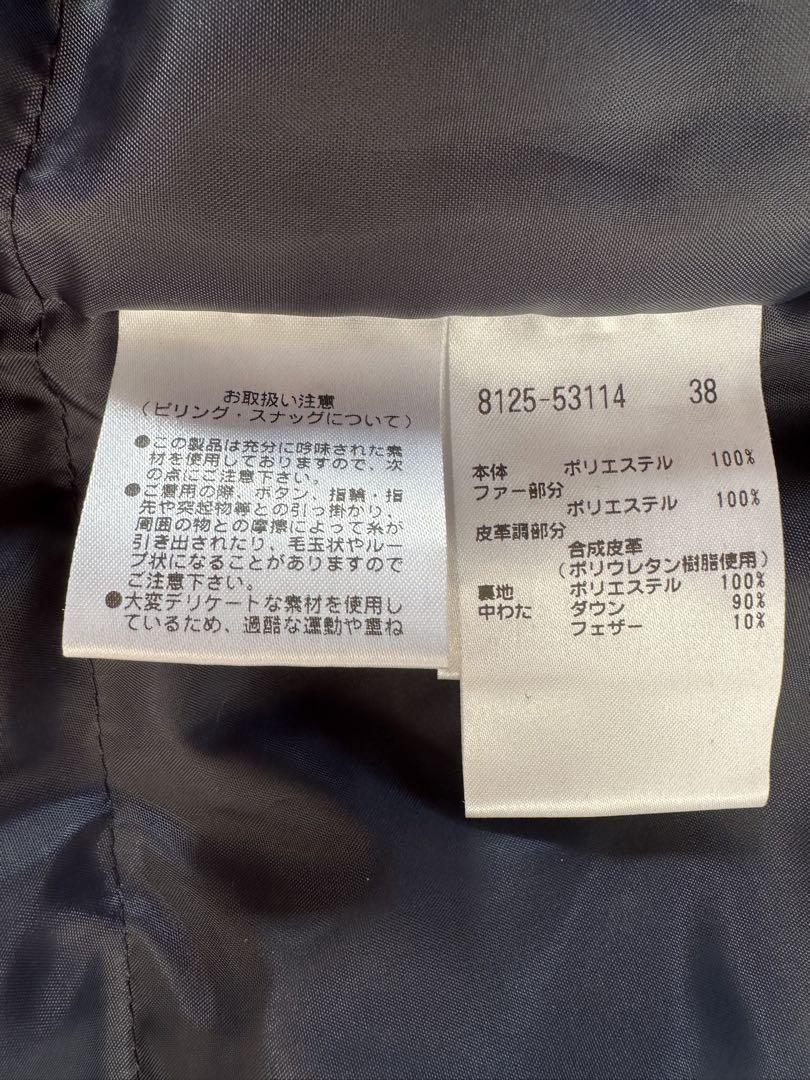 お取扱い注意
(ピリング・スナッグについて)
●この製品は充分に吟味された素
材を使用しておりますので、次
の点にご注意下さい。
●ご着用の際、ボタン、指輪・指
先や突起物等との引っ掛かり、
周囲の物との摩擦によって糸が
引き出されたり、毛玉状やルー
プ状になることがありますので
ご注意下さい。
●大変デリケートな素材を使用し
ているため、過酷な運動や重ね
8125-53114 38
本体 ポリエステル 100%
ファー部分
ポリエステル 100%
皮革調部分
合成皮革
(ポリウレタン樹脂使用)
裏地 ポリエステル 100%
中わた ダウン 90%
フェザー 10%